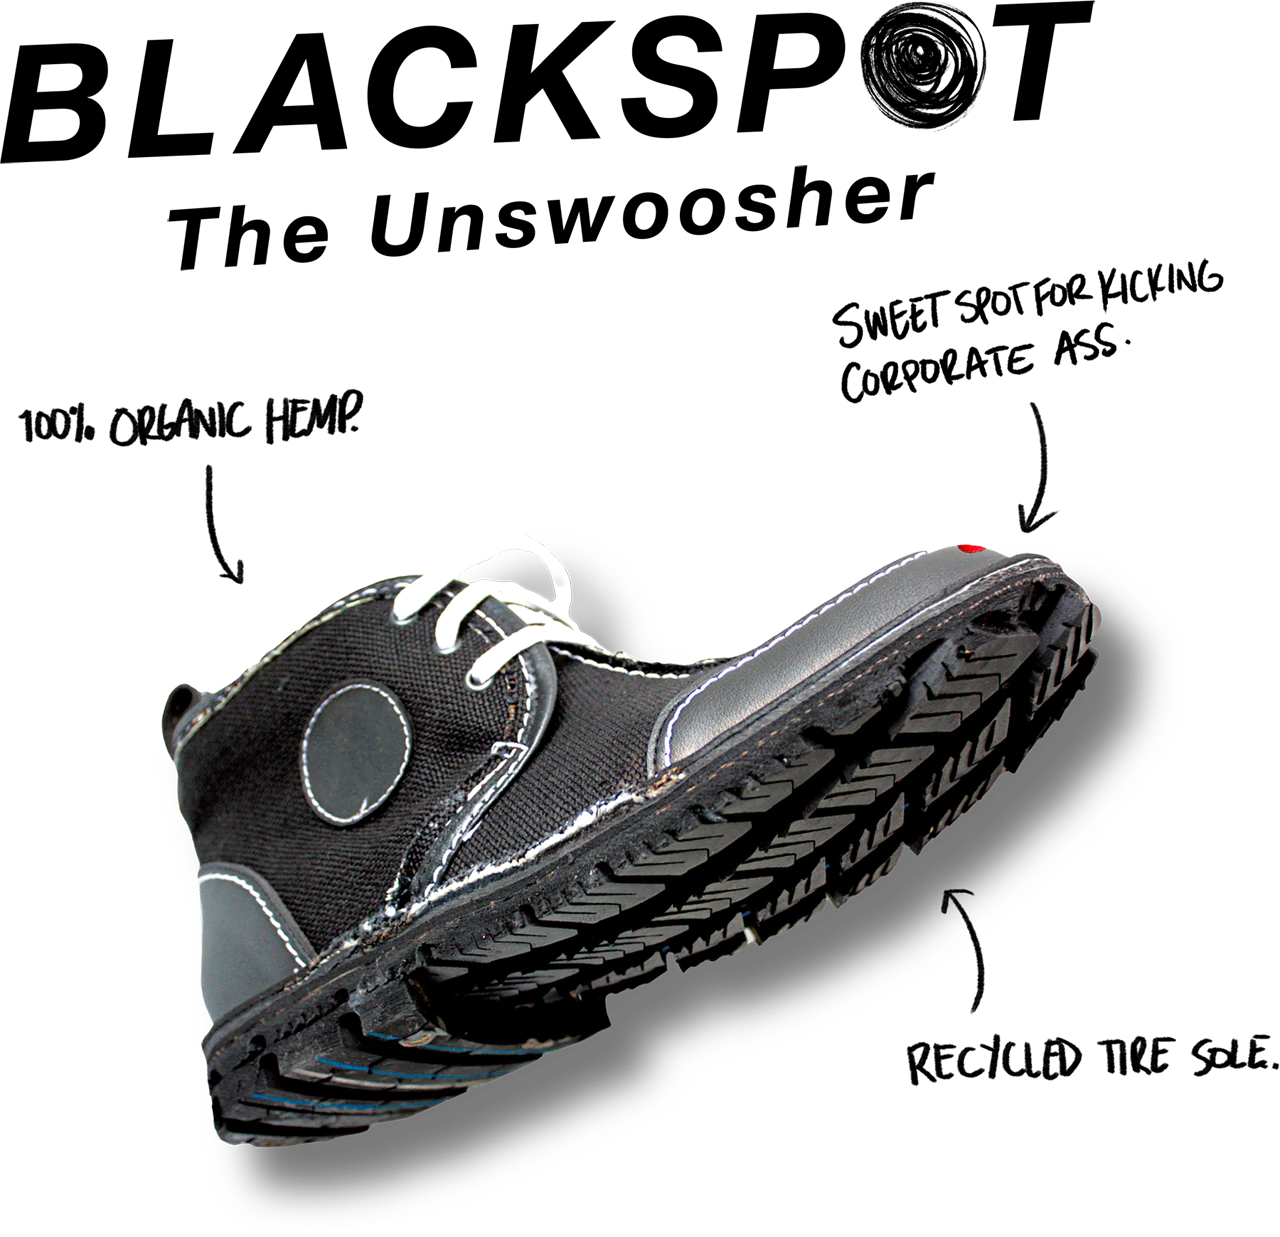 BLACKSPOT
The Unswoosher
SWEET SPOT FOR KICKING
CORPORATE ASS.
100% ORGANIC HEMP.
RECYCLED TIRE SOLE.